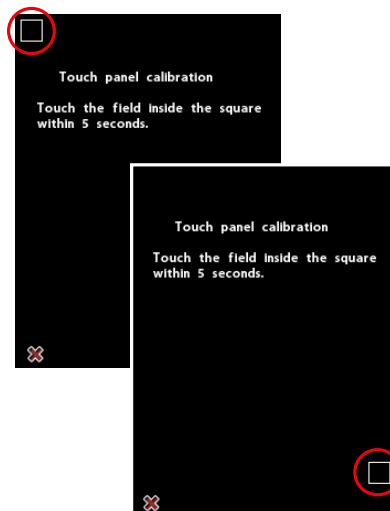 Touch panel calibration
Touch the field inside the square
within 5 seconds.
Touch panel calibration
Touch the field inside the square
within 5 seconds.